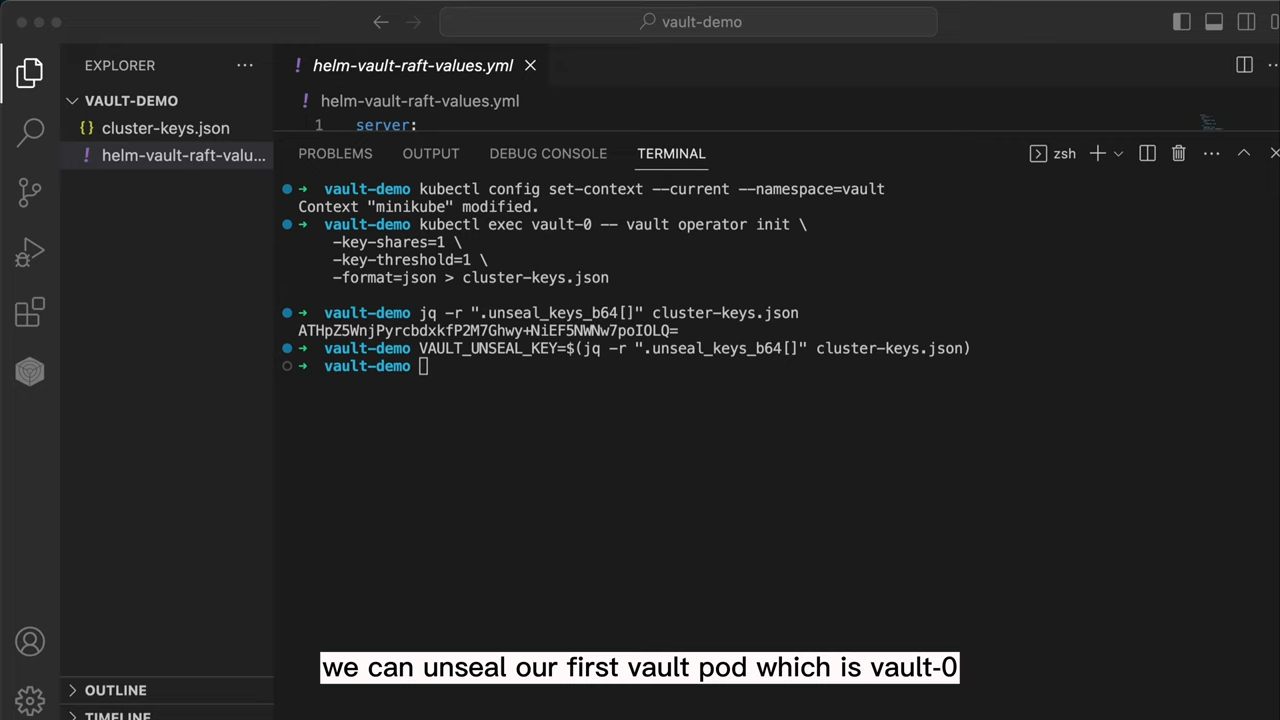 vault-demo
EXPLORER
VAULT-DEMO
{} cluster-keys.json
! helm-vault-raft-valu...
OUTLINE
TIMELINE
! helm-vault-raft-values.yml
! helm-vault-raft-values.yml
1 server:
PROBLEMS OUTPUT DEBUG CONSOLE TERMINAL zsh
→ vault-demo kubectl config set-context --current --namespace=vault
Context "minikube" modified.
→ vault-demo kubectl exec vault-0 -- vault operator init \
-key-shares=1 \
-key-threshold=1 \
-format=json > cluster-keys.json
→ vault-demo jq -r ".unseal_keys_b64[]" cluster-keys.json
ATHpZ5WnjPyrcbdxkfP2M7Ghwy+NiEF5NWNw7poIOLQ=
→ vault-demo VAULT_UNSEAL_KEY=$(jq -r ".unseal_keys_b64[]" cluster-keys.json)
→ vault-demo
we can unseal our first vault pod which is vault-0